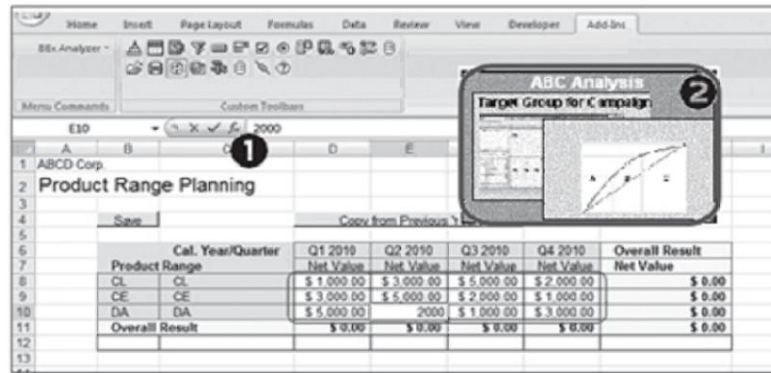 Home Insert Page Layout Formulas Data Review View Developer Add-Ins
BEx Analyzer
Menu Commands Custom Toolbars
ABC Analysis 2
Target Group for C mpaign
A B E
E10 fx 2000
1
A B C D E I
1 ABCD Corp.
2 Product Range Planning
3
4 Save Copy from Previous
5
6 Cal. Year/Quarter Q1 2010 Q2 2010 Q3 2010 Q4 2010 Overall Result
7 Product Range Net Value Net Value Net Value Net Value Net Value
8 CL CL $ 1,000.00 $ 3,000.00 $ 5,000.00 $ 2,000.00 $ 0.00
9 CE CE $ 3,000.00 $ 5,000.00 $ 2,000.00 $ 1,000.00 $ 0.00
10 DA DA $ 5,000.00 2000 $ 1,000.00 $ 3,000.00 $ 0.00
11 Overall Result $ 0.00 $ 0.00 $ 0.00 $ 0.00 $ 0.00
12
13